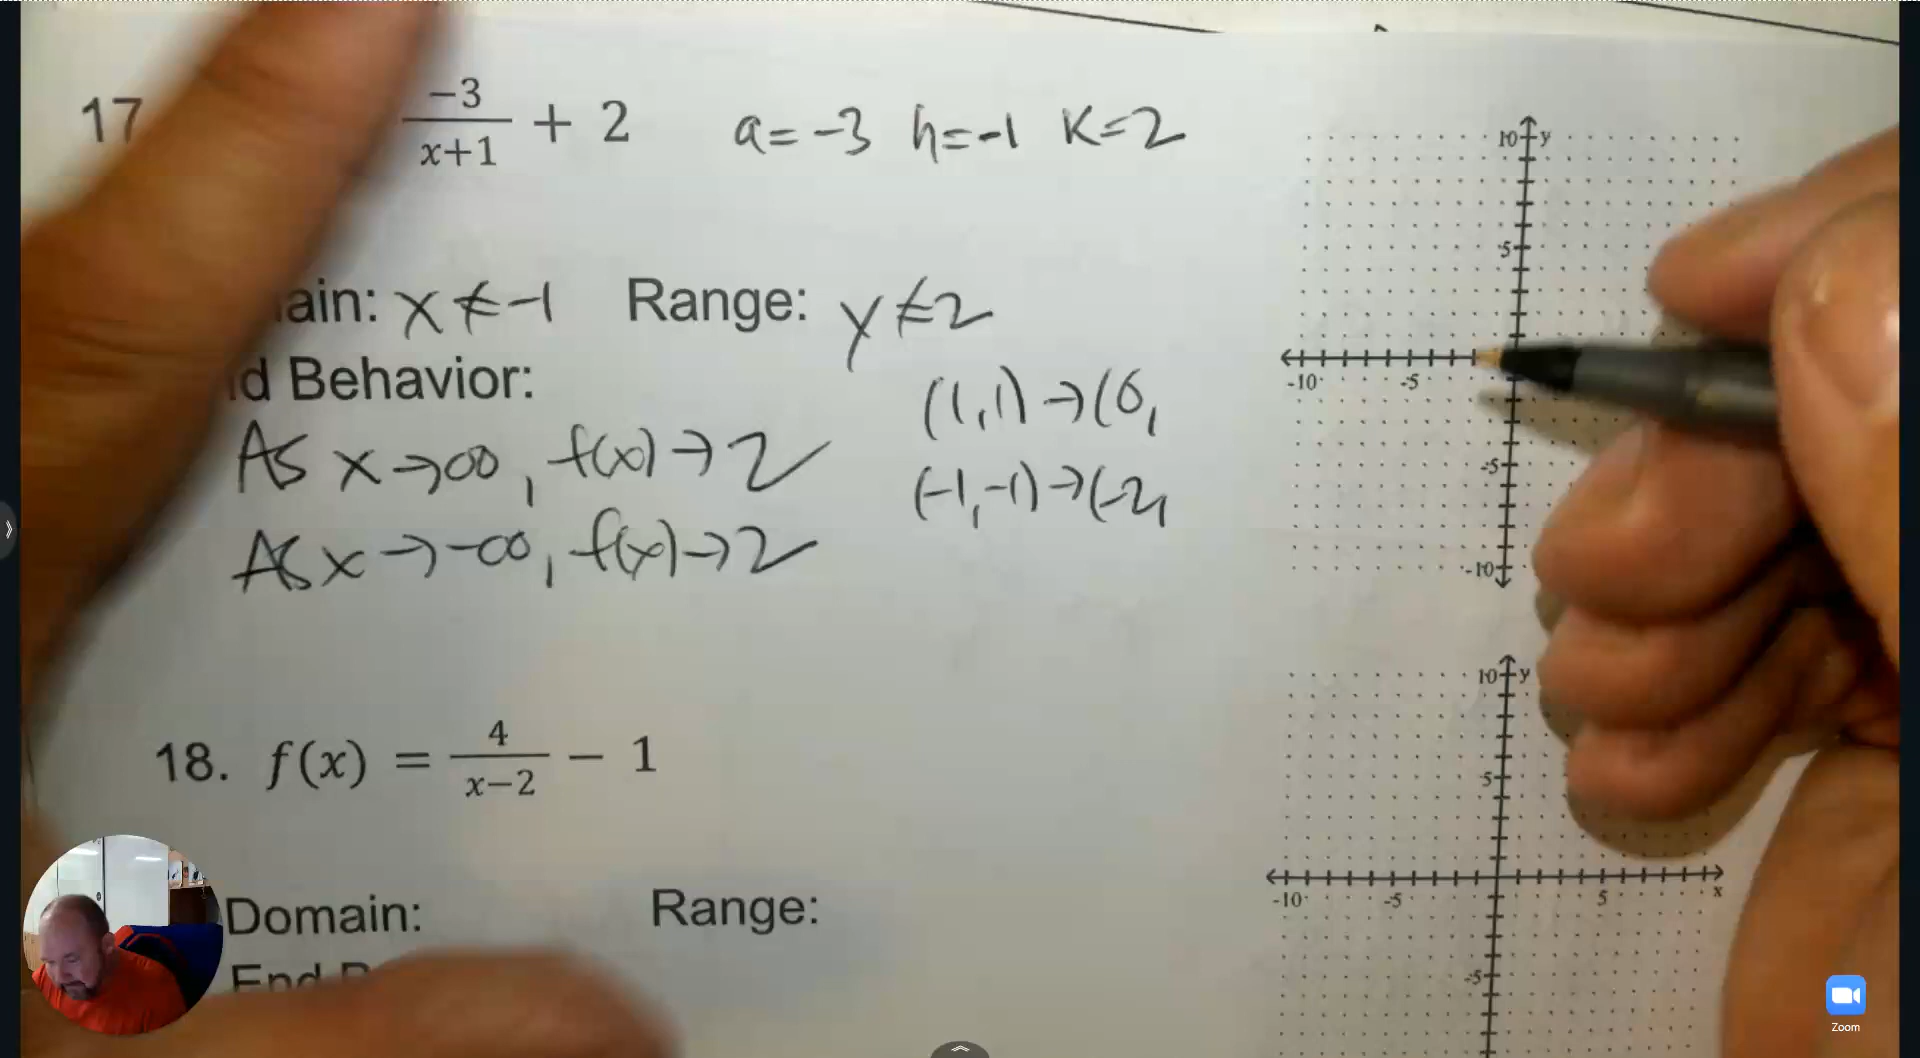 17
-3/x+1 + 2 a=-3 h=-1 K=2
ain: x≠-1 Range: y≠2
d Behavior:
(1,1)→(0,
As x→∞, f(x)→2
(-1,-1)→(-2,
As x→-∞, f(x)→2
10 y
5
-10 -5
-5
-10
18. f(x) = 4/x-2 - 1
Domain: Range:
End B
10 y
5
-10 -5 5 x
-5
Zoom